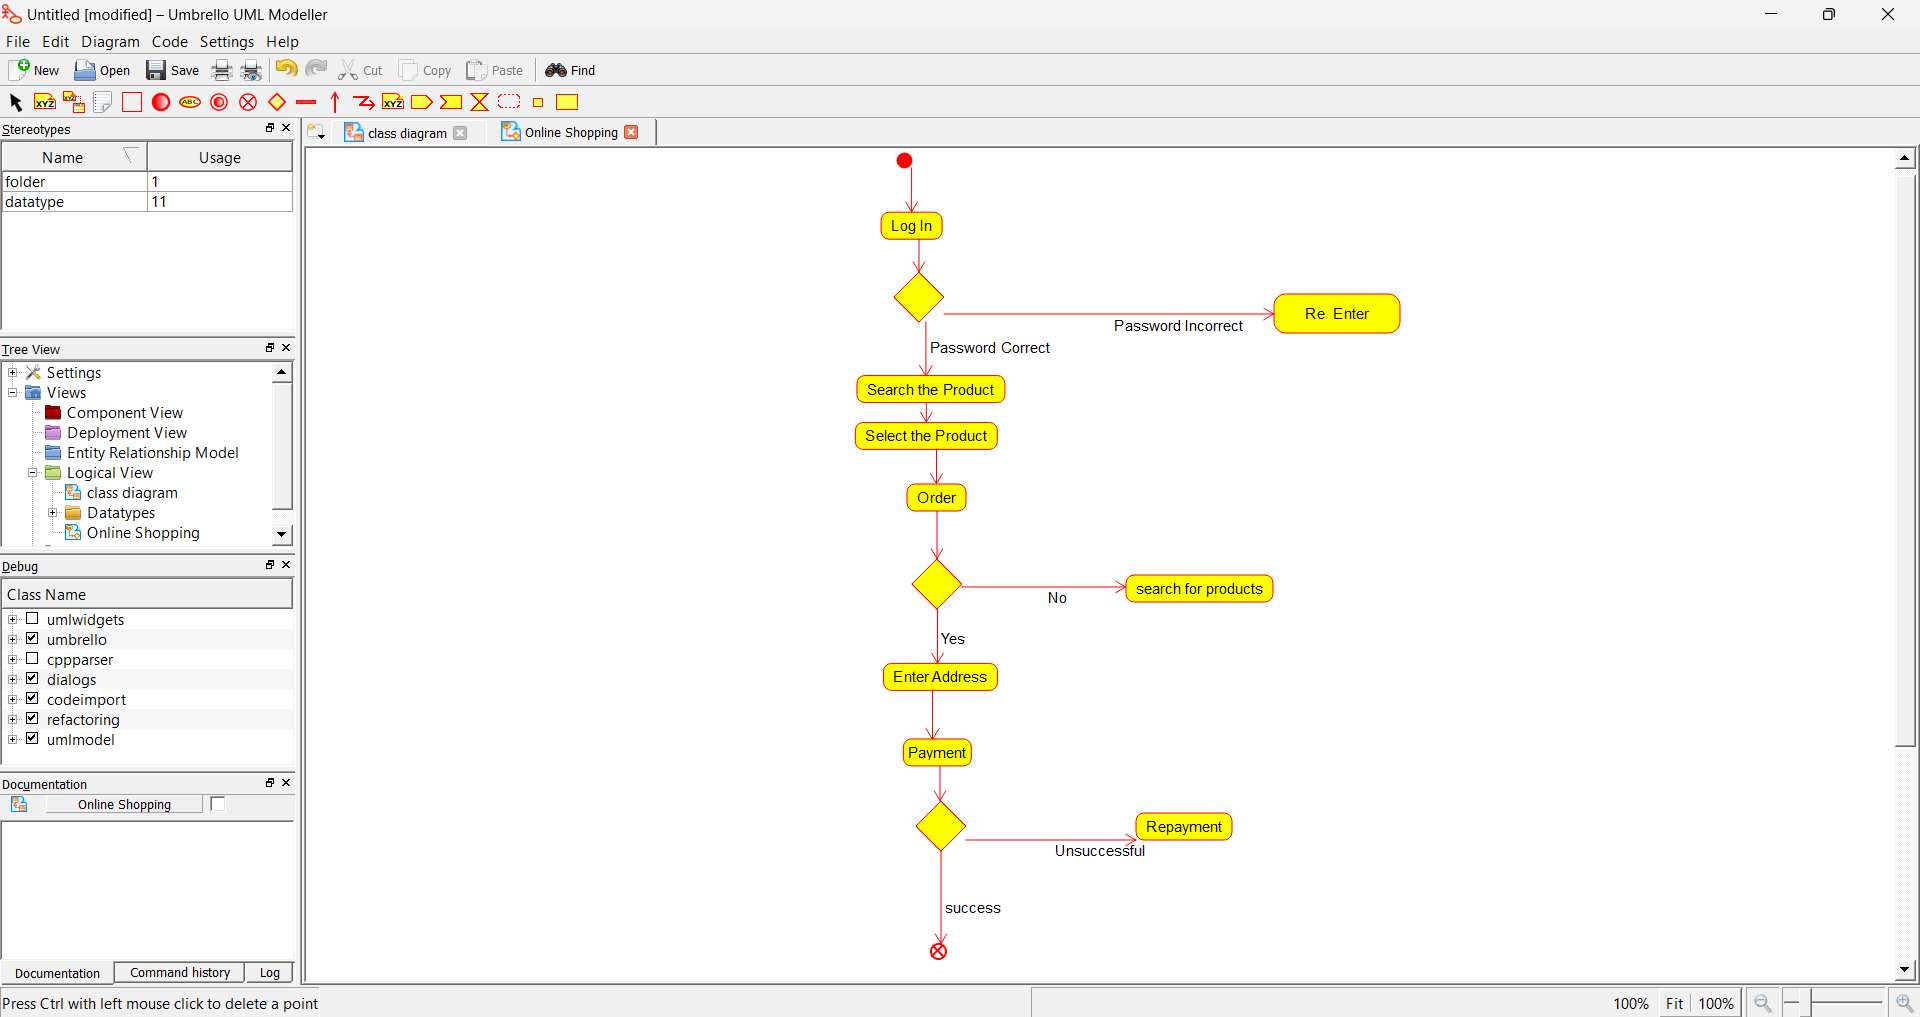 Untitled [modified] – Umbrello UML Modeller
File Edit Diagram Code Settings Help
New Open Save Cut Copy Paste Find
XYZ XYZ ABC XYZ
Stereotypes
Name Usage
folder 1
datatype 11
Tree View
Settings
Views
Component View
Deployment View
Entity Relationship Model
Logical View
class diagram
Datatypes
Online Shopping
Debug
Class Name
umlwidgets
umbrello
cppparser
dialogs
codeimport
refactoring
umlmodel
Documentation
Online Shopping
Documentation Command history Log
class diagram Online Shopping
Log In
Password Incorrect
Re Enter
Password Correct
Search the Product
Select the Product
Order
No
search for products
Yes
Enter Address
Payment
Unsuccessful
Repayment
success
Press Ctrl with left mouse click to delete a point
100% Fit 100%